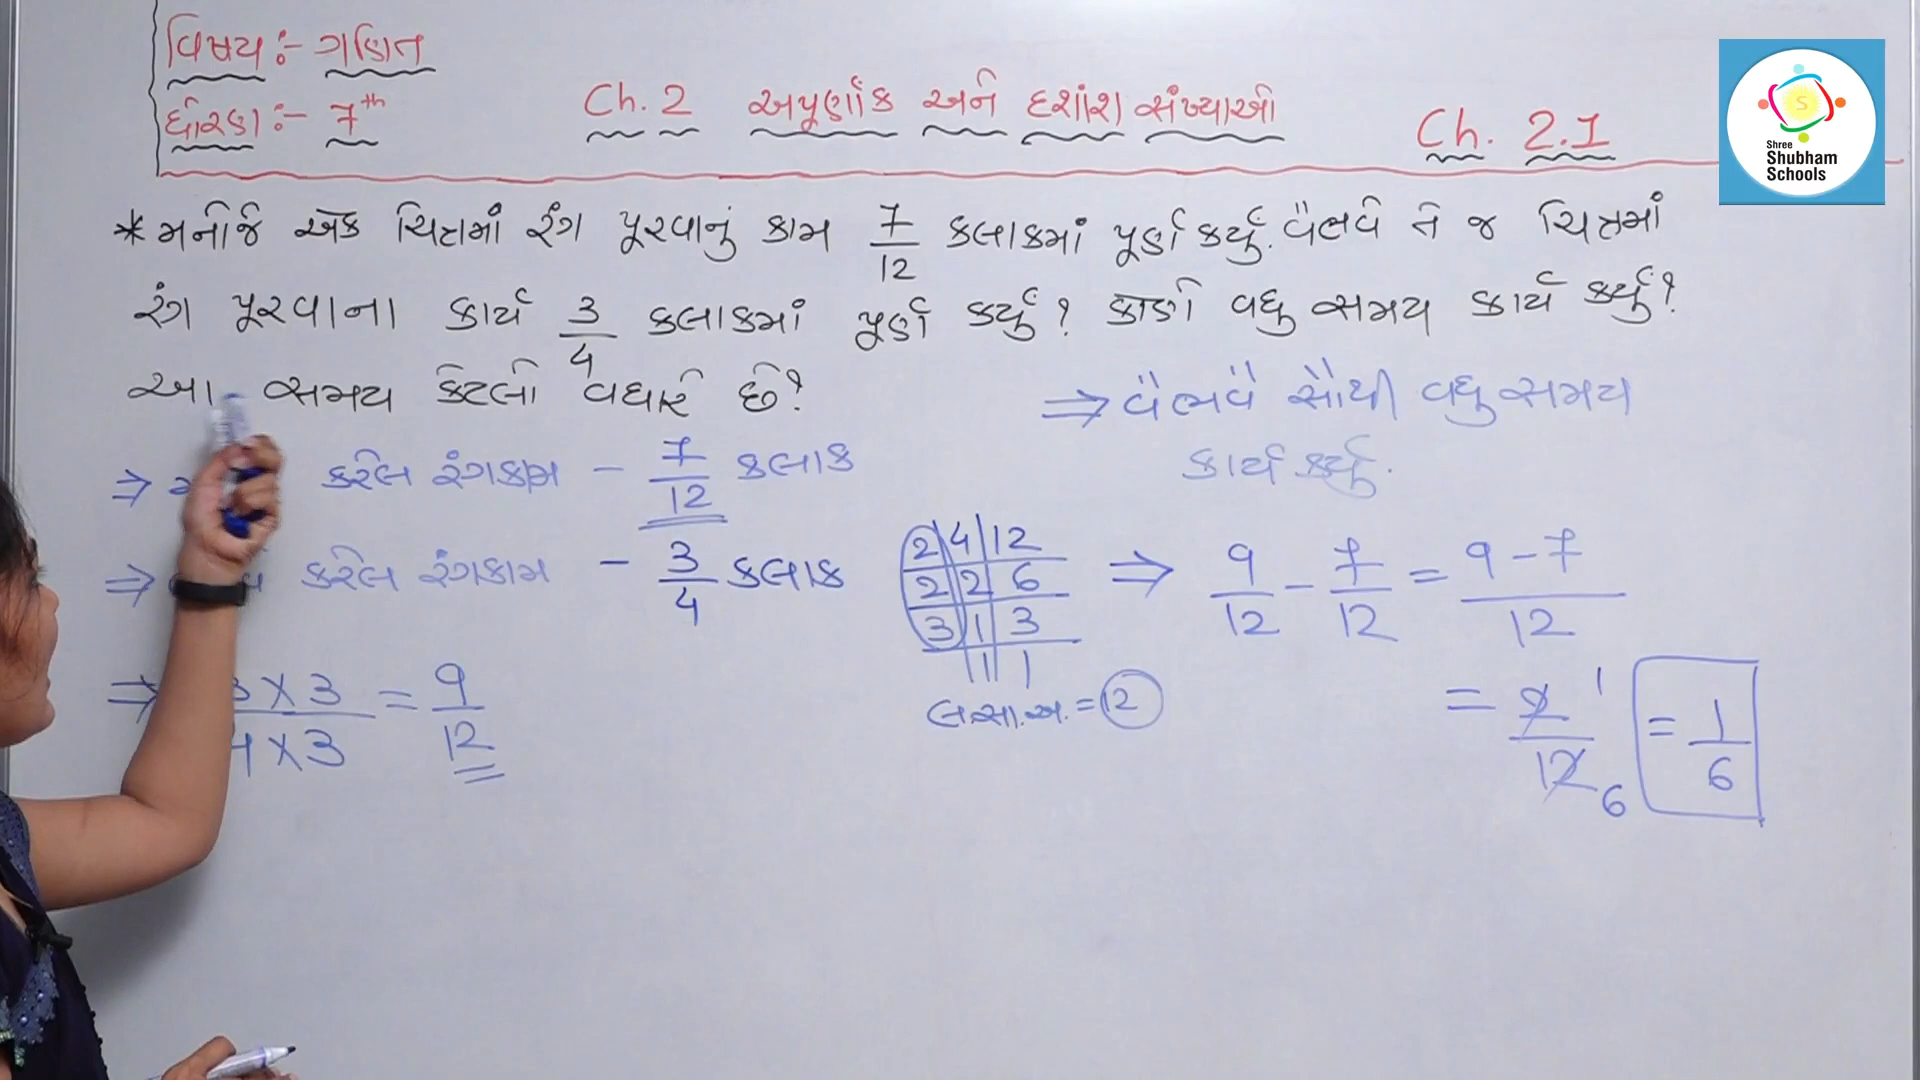 વિષય :- ગણિત
ધોરણ :- 7th
Ch. 2 અપૂર્ણાંક અને દશાંશ સંખ્યાઓ
Ch. 2.1
Shree
Shubham
Schools
* મનોજે એક ચિત્રમાં રંગ પૂરવાનું કામ 7/12 કલાકમાં પૂર્ણ કર્યું. વૈભવે તે જ ચિત્રમાં
રંગ પૂરવાના કાર્ય 3/4 કલાકમાં પૂર્ણ કર્યું ? કોણે વધુ સમય કાર્ય કર્યું ?
આ સમય કેટલો વધારે છે ?
⇒ કરેલ રંગકામ - 7/12 કલાક
⇒ કરેલ રંગકામ - 3/4 કલાક
⇒ 3 × 3 / 4 × 3 = 9/12
2 | 4 | 12
2 | 2 | 6
3 | 1 | 3
| 1 | 1
લ.સા.અ. = 12
⇒ વૈભવે સૌથી વધુ સમય
કાર્ય કર્યું.
⇒ 9/12 - 7/12 = 9 - 7 / 12
= 2/12 1 6 = 1/6